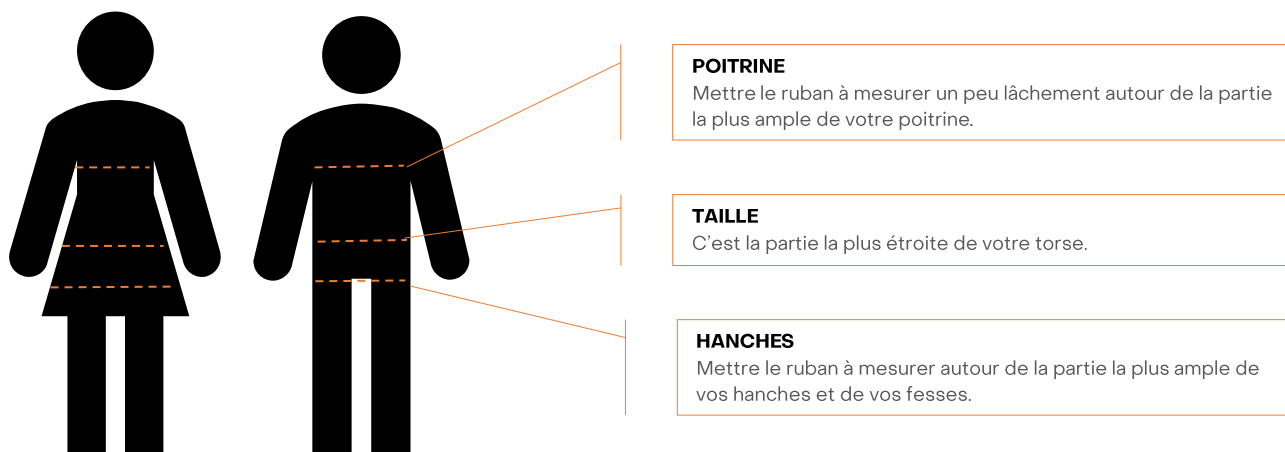 POITRINE
Mettre le ruban à mesurer un peu lâchement autour de la partie
la plus ample de votre poitrine.
TAILLE
C’est la partie la plus étroite de votre torse.
HANCHES
Mettre le ruban à mesurer autour de la partie la plus ample de
vos hanches et de vos fesses.